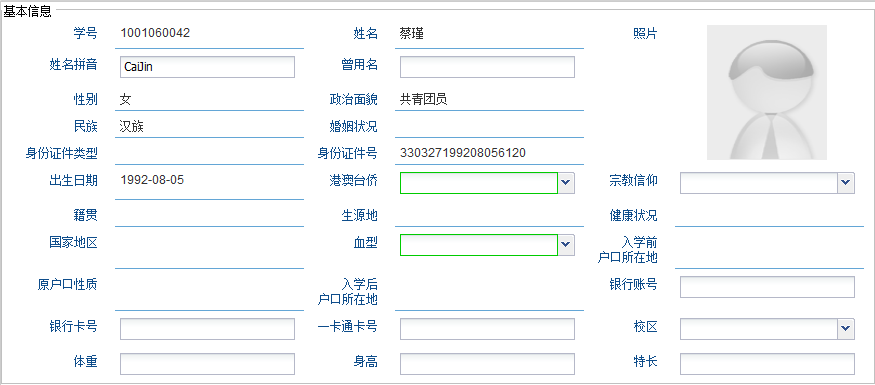 基本信息
学号 1001060042 姓名 蔡瑾 照片
姓名拼音 CaiJin 曾用名
性别 女 政治面貌 共青团员
民族 汉族 婚姻状况
身份证件类型 身份证件号 330327199208056120
出生日期 1992-08-05 港澳台侨 宗教信仰
籍贯 生源地 健康状况
国家地区 血型 入学前
户口所在地
原户口性质 入学后 银行账号
户口所在地
银行卡号 一卡通卡号 校区
体重 身高 特长